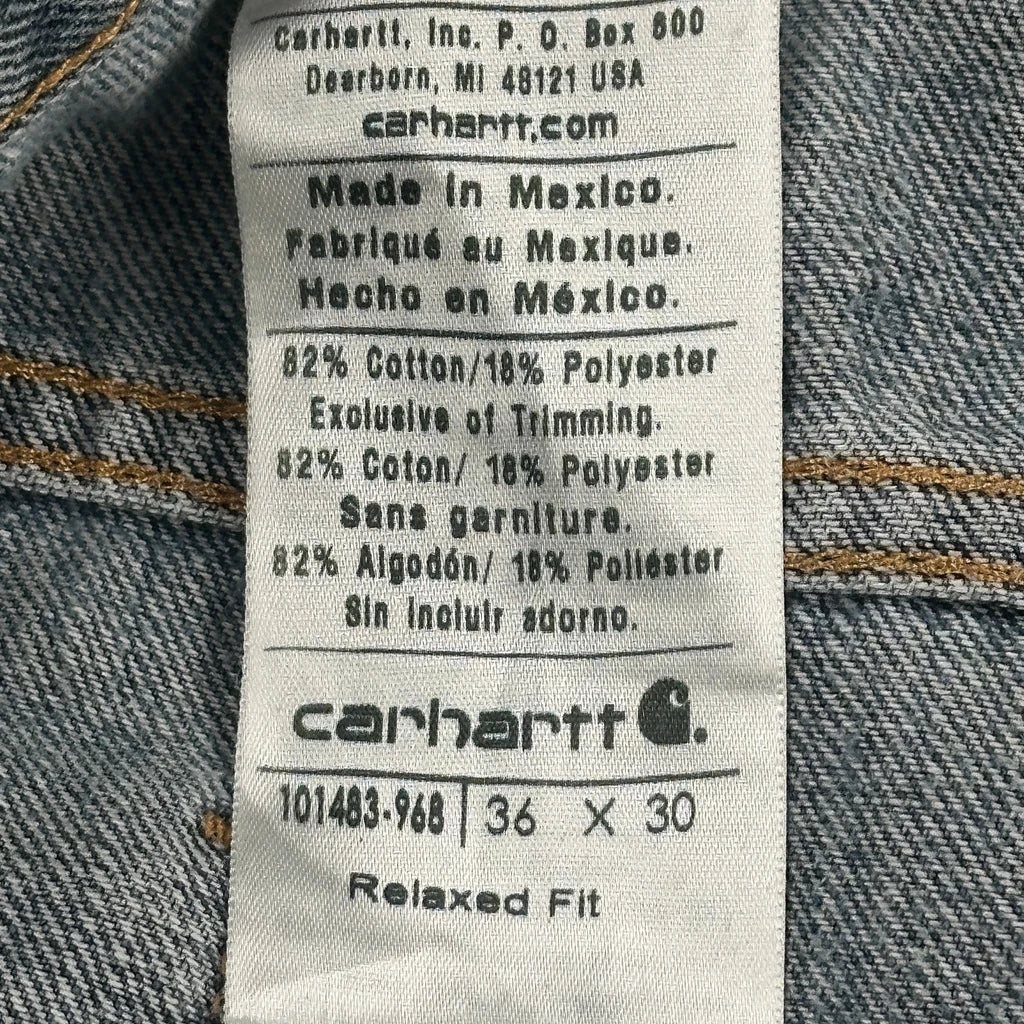 Carhartt, Inc. P. O. Box 600
Dearborn, MI 48121 USA
carhartt.com
Made in Mexico.
Fabriqué au Mexique.
Hecho en México.
82% Cotton/18% Polyester
Exclusive of Trimming.
82% Coton/ 18% Polyester
Sans garniture.
82% Algodón/ 18% Poliéster
Sin incluir adorno.
carhartt
101483-968 36 X 30
Relaxed Fit